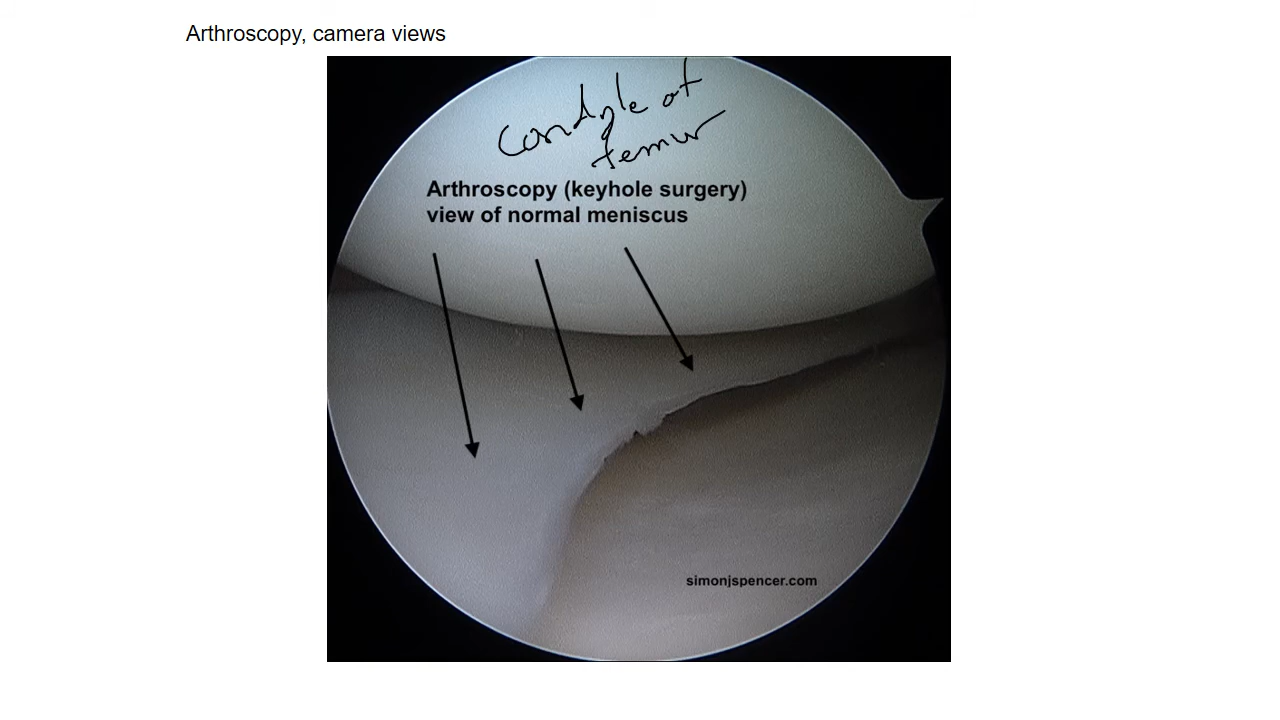 Arthroscopy, camera views
Condyle of
femur
Arthroscopy (keyhole surgery)
view of normal meniscus
simonjspencer.com